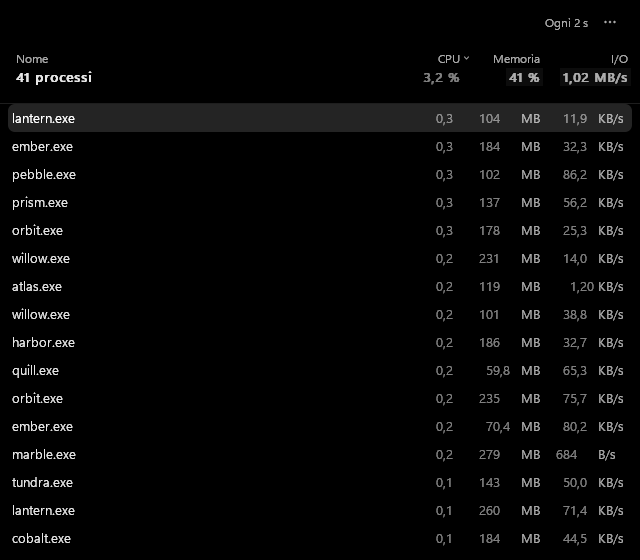 Ogni 2 s ···
Nome CPU Memoria I/O
41 processi 3,2 % 41 % 1,02 MB/s
lantern.exe 0,3 104 MB 11,9 KB/s
ember.exe 0,3 184 MB 32,3 KB/s
pebble.exe 0,3 102 MB 86,2 KB/s
prism.exe 0,3 137 MB 56,2 KB/s
orbit.exe 0,3 178 MB 25,3 KB/s
willow.exe 0,2 231 MB 14,0 KB/s
atlas.exe 0,2 119 MB 1,20 KB/s
willow.exe 0,2 101 MB 38,8 KB/s
harbor.exe 0,2 186 MB 32,7 KB/s
quill.exe 0,2 59,8 MB 65,3 KB/s
orbit.exe 0,2 235 MB 75,7 KB/s
ember.exe 0,2 70,4 MB 80,2 KB/s
marble.exe 0,2 279 MB 684 B/s
tundra.exe 0,1 143 MB 50,0 KB/s
lantern.exe 0,1 260 MB 71,4 KB/s
cobalt.exe 0,1 184 MB 44,5 KB/s